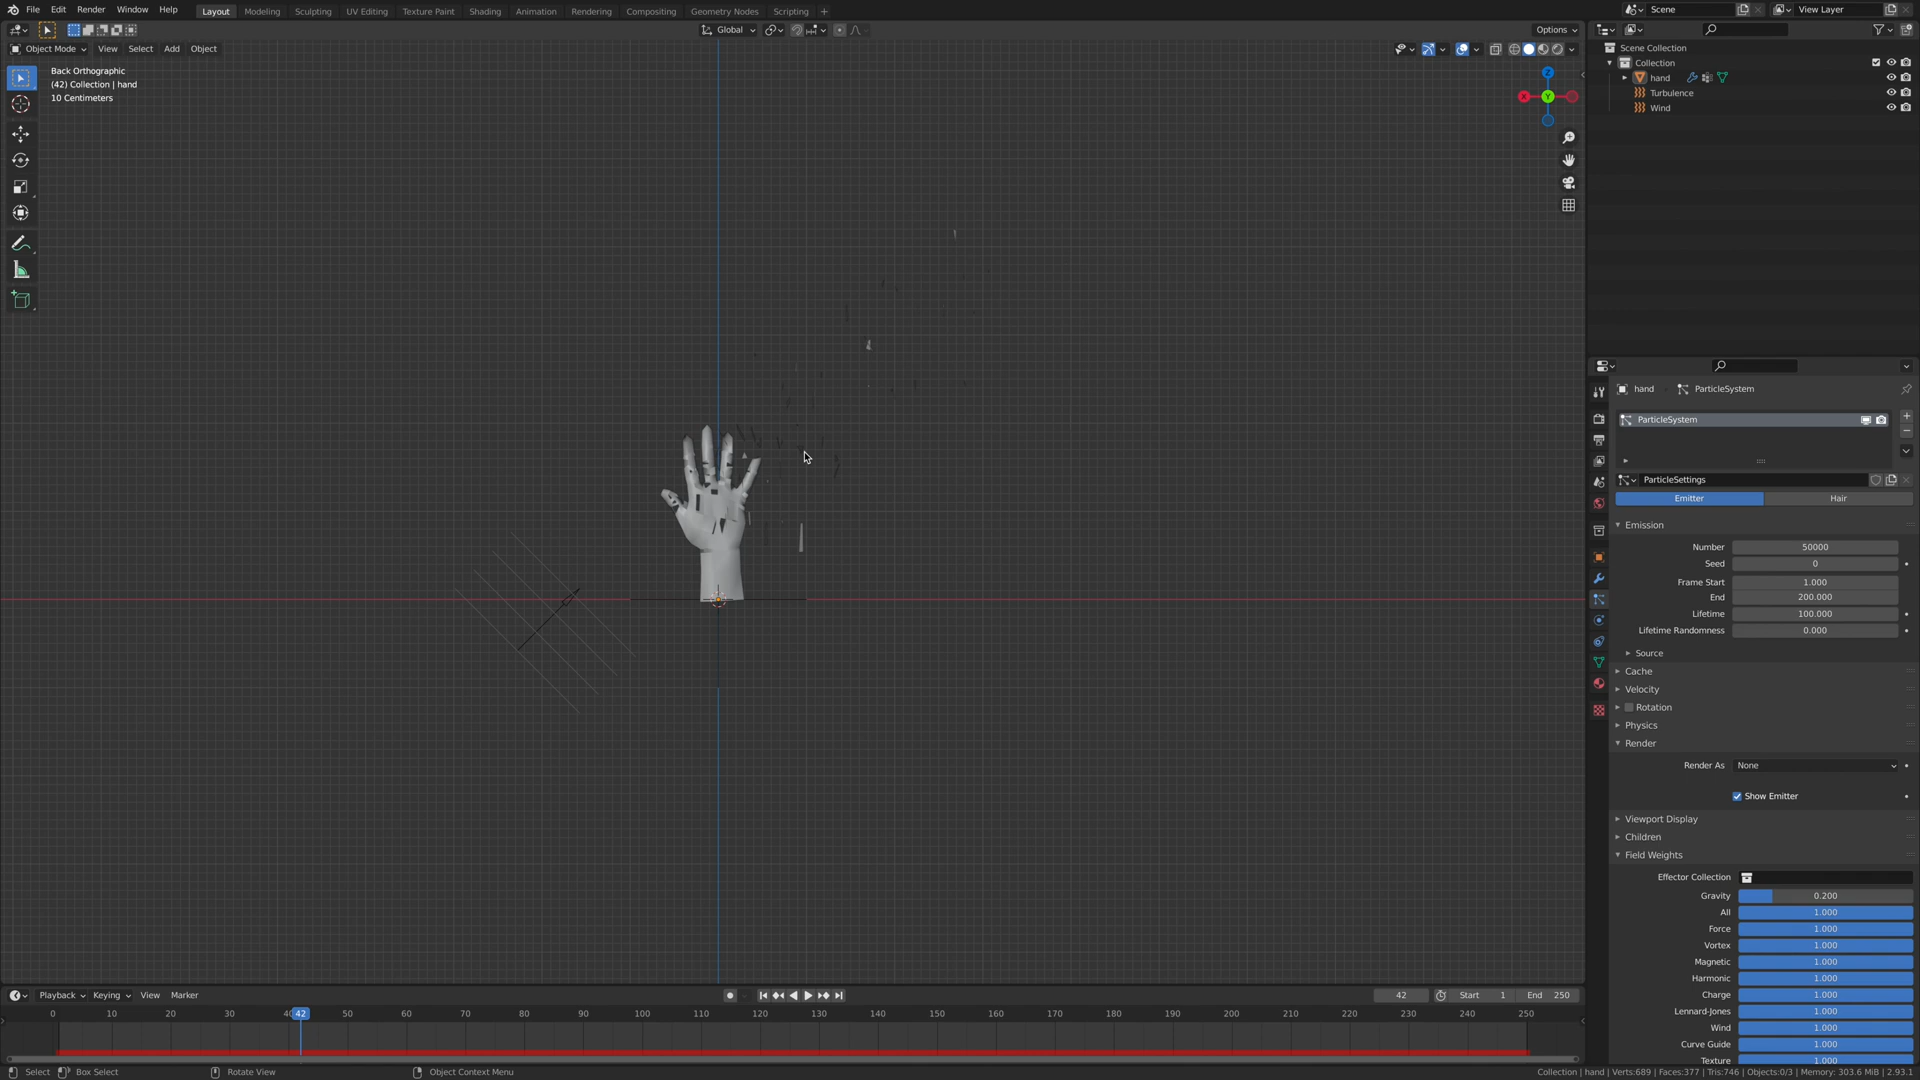 File Edit Render Window Help Layout Modeling Sculpting UV Editing Texture Paint Shading Animation Rendering Compositing Geometry Nodes Scripting + Scene View Layer
Global Options
Object Mode View Select Add Object
Back Orthographic
(42) Collection | hand
10 Centimeters
Z
X Y
Scene Collection
Collection
hand
Turbulence
Wind
hand ParticleSystem
ParticleSystem
ParticleSettings
Emitter Hair
Emission
Number 50000
Seed 0
Frame Start 1.000
End 200.000
Lifetime 100.000
Lifetime Randomness 0.000
Source
Cache
Velocity
Rotation
Physics
Render
Render As None
Show Emitter
Viewport Display
Children
Field Weights
Effector Collection
Gravity 0.200
All 1.000
Force 1.000
Vortex 1.000
Magnetic 1.000
Harmonic 1.000
Charge 1.000
Lennard-Jones 1.000
Wind 1.000
Curve Guide 1.000
Texture 1.000
Playback Keying View Marker 42 Start 1 End 250
0 10 20 30 42 50 60 70 80 90 100 110 120 130 140 150 160 170 180 190 200 210 220 230 240 250
Select Box Select Rotate View Object Context Menu Collection | hand | Verts:689 | Faces:377 | Tris:746 | Objects:0/3 | Memory: 303.6 MiB | 2.93.1